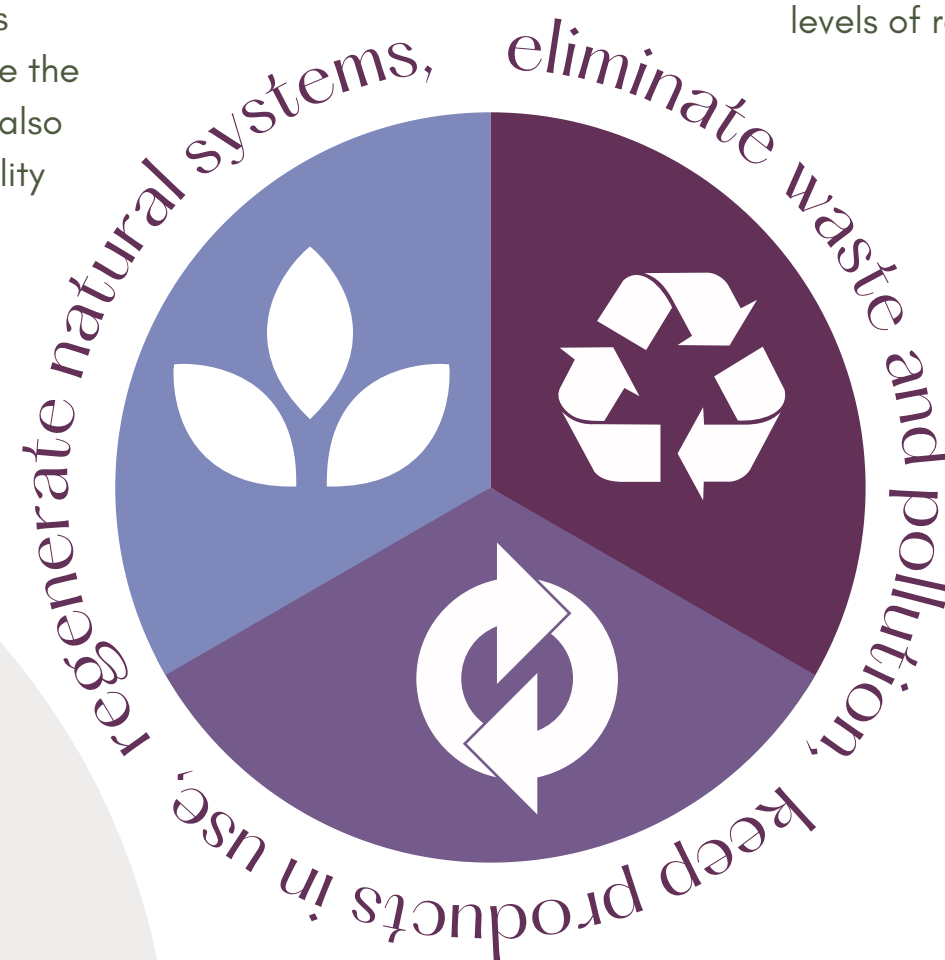 s
e the
also
lity
levels of r
eliminate waste and pollution, keep products in use, regenerate natural systems,